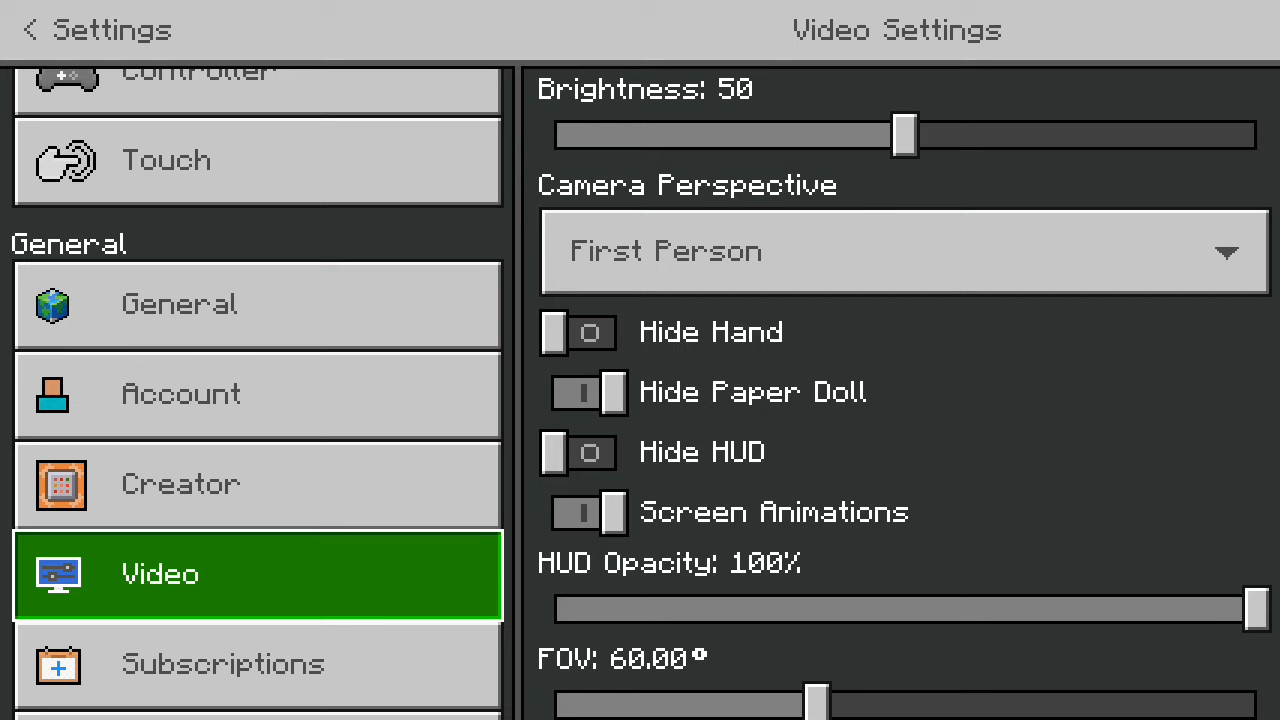 Settings
Video Settings
Controller
Touch
General
General
Account
Creator
Video
Subscriptions
Brightness: 50
Camera Perspective
First Person
Hide Hand
Hide Paper Doll
Hide HUD
Screen Animations
HUD Opacity: 100%
FOV: 60.00°